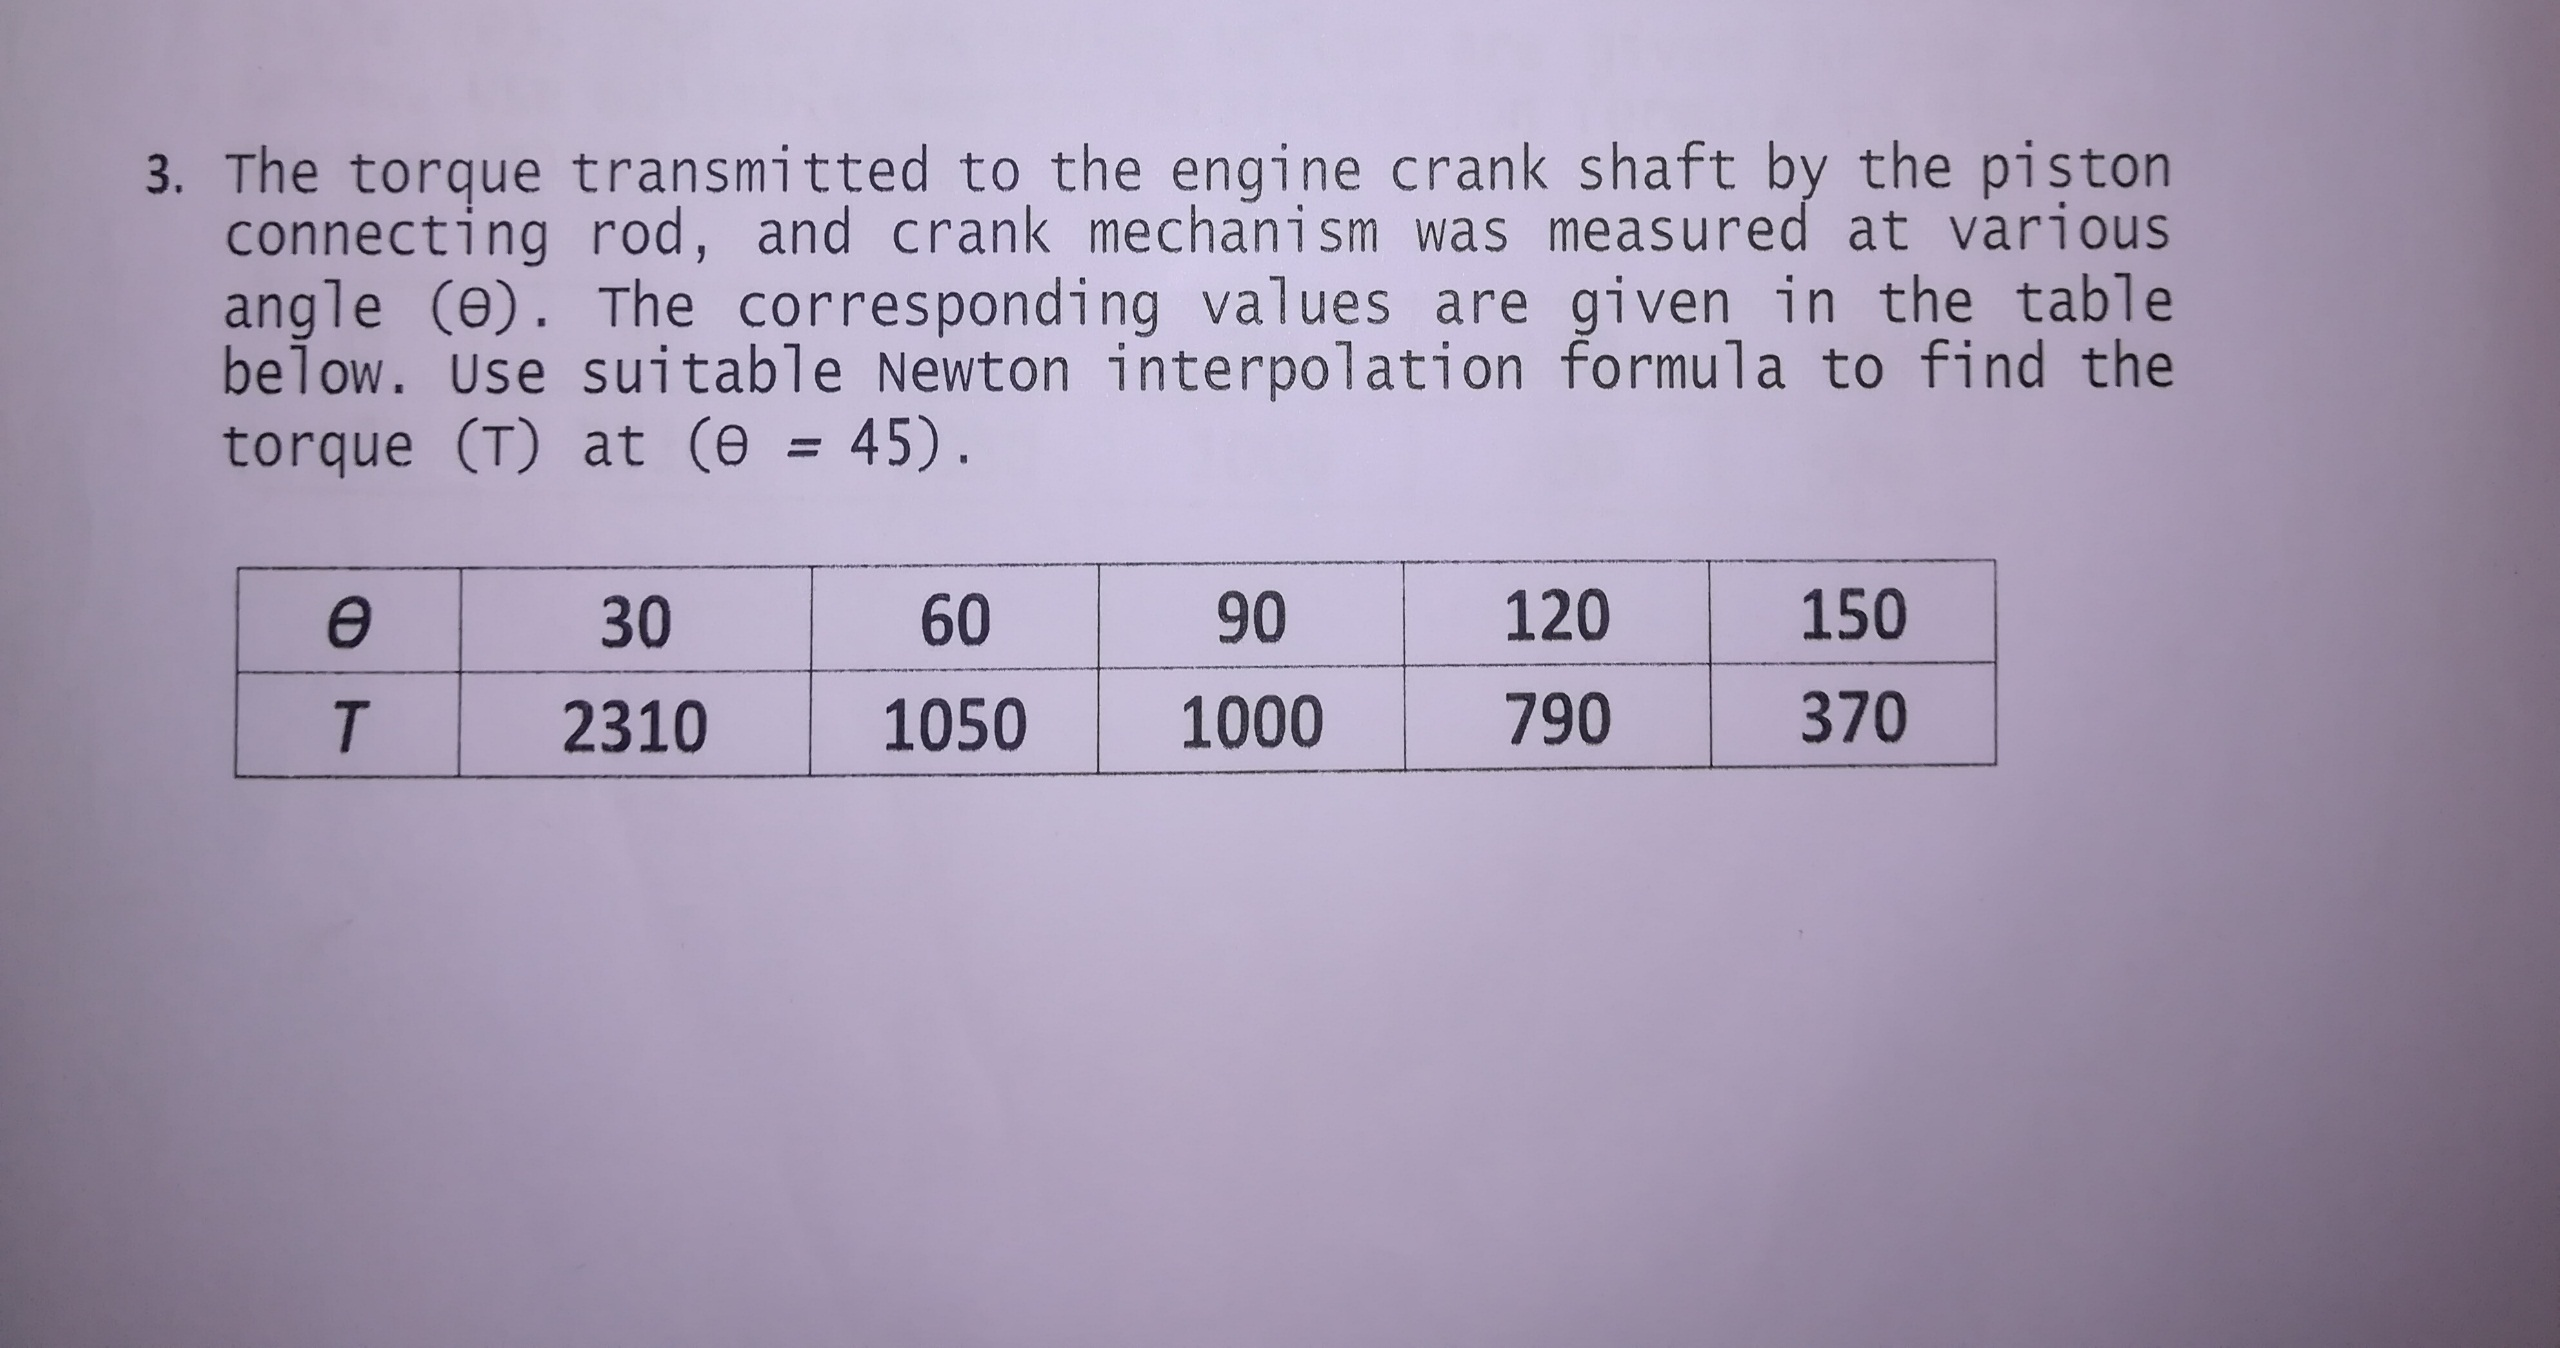 3. The torque transmitted to the engine crank shaft by the piston
connecting rod, and crank mechanism was measured at various
angle (θ). The corresponding values are given in the table
below. Use suitable Newton interpolation formula to find the
torque (T) at (θ = 45).
θ 30 60 90 120 150
T 2310 1050 1000 790 370